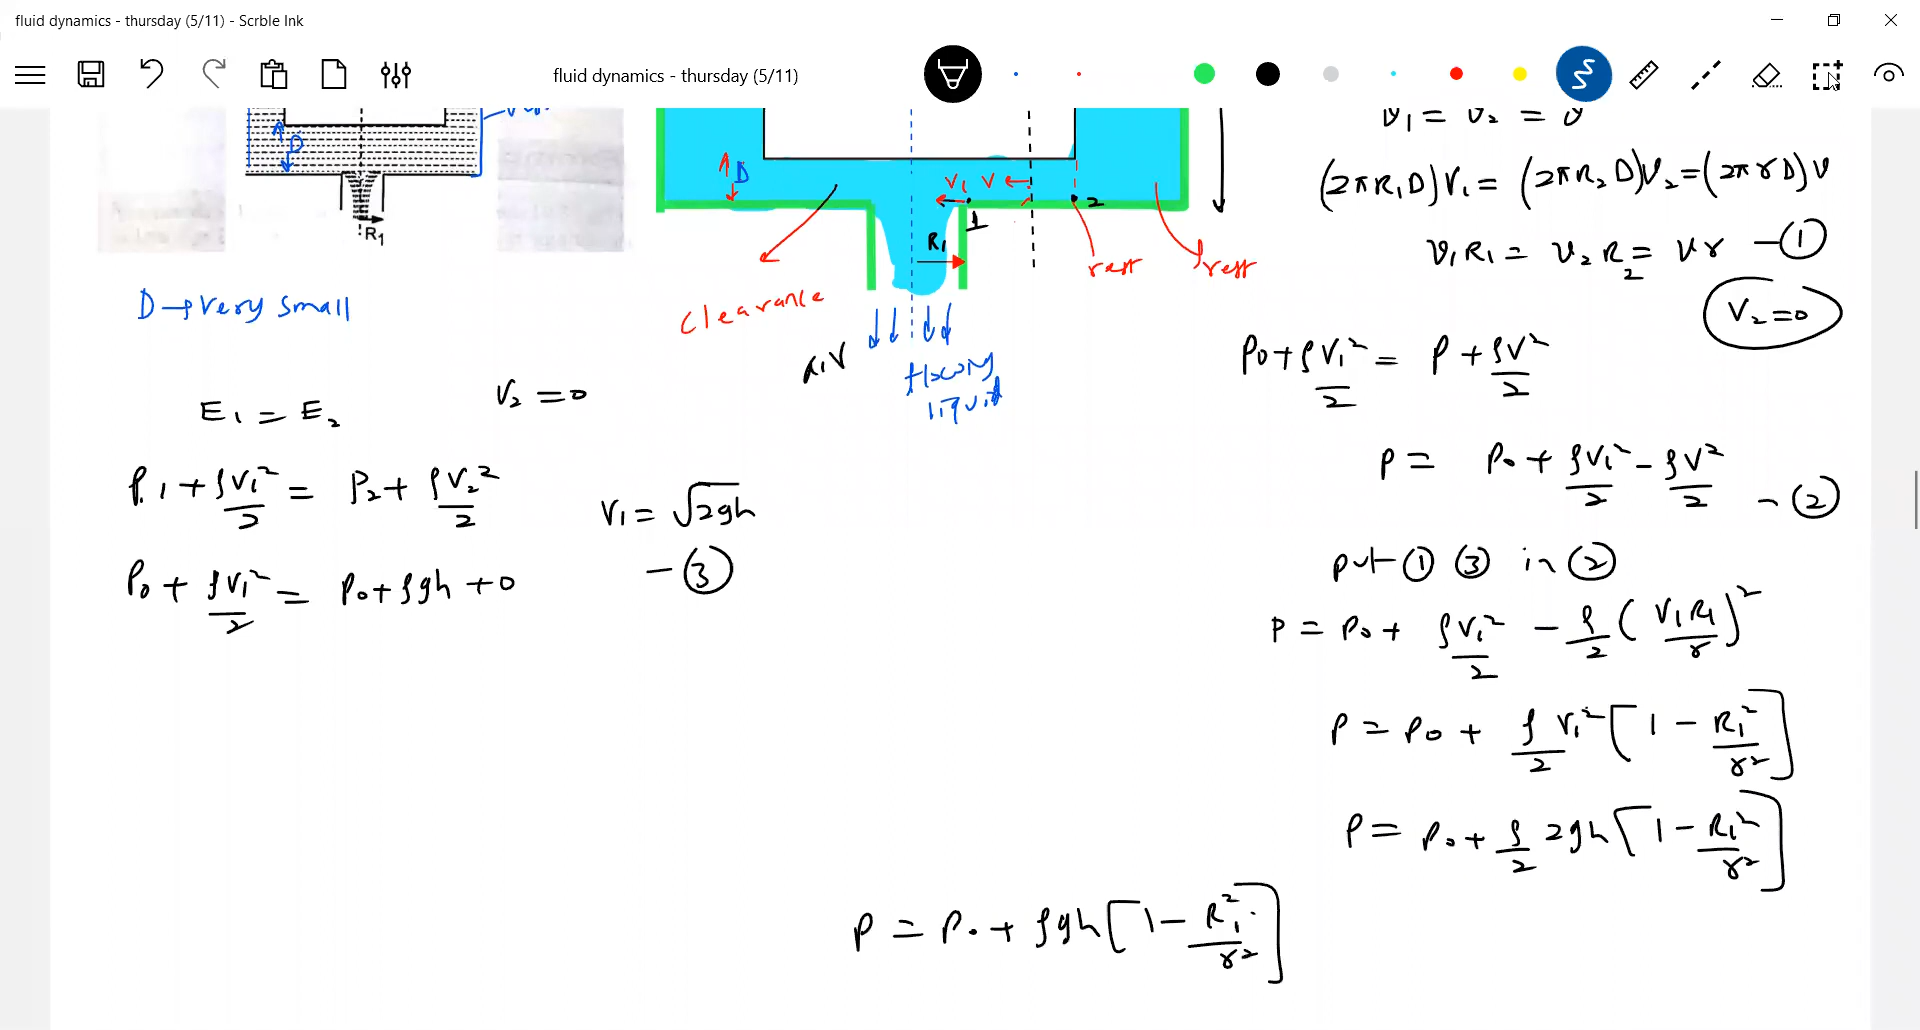 fluid dynamics - thursday (5/11) - Scrble Ink
fluid dynamics - thursday (5/11)
D
R1
D → very small
D
V1 V ←
1
2
R1
rest
rest
clearance
air
flowing
liquid
E1 = E2
V2 = 0
P1 + ρV1²/2 = P2 + ρV2²/2
V1 = √2gh
— (3)
P0 + ρV1²/2 = P0 + ρgh + 0
(2πR1D)V1 = (2πR2D)V2 = (2πrD)V
V1R1 = V2R2 = Vr — (1)
V2 = 0
P0 + ρV1²/2 = P + ρV²/2
P = P0 + ρV1²/2 - ρV²/2 - (2)
put (1) (3) in (2)
P = P0 + ρV1²/2 - ρ/2 (V1R1/r)²
P = P0 + ρ/2 V1² [1 - R1²/r²]
P = P0 + ρ/2 2gh [1 - R1²/r²]
P = P0 + ρgh [1 - R1²/r²]